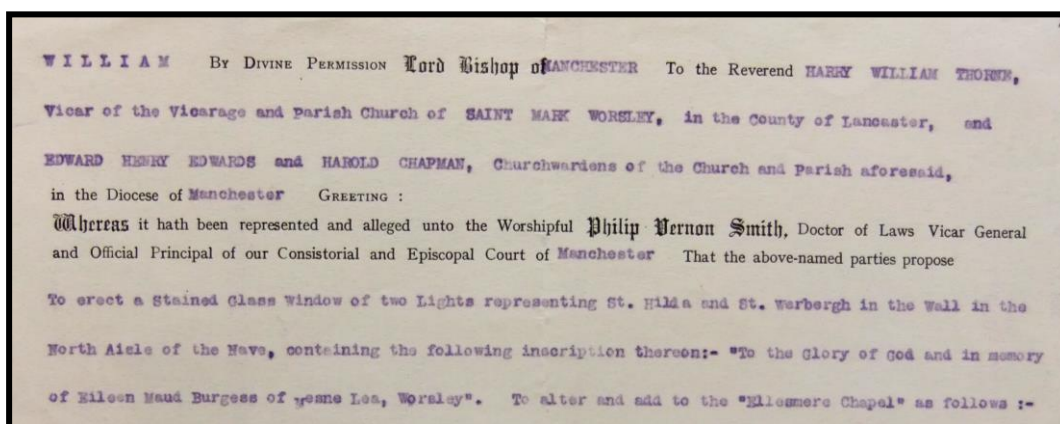 WILLIAM BY DIVINE PERMISSION Lord Bishop of MANCHESTER To the Reverend HARRY WILLIAM THORNE,
Vicar of the Vicarage and Parish Church of SAINT MARK WORSLEY, in the County of Lancaster, and
EDWARD HENRY EDWARDS and HAROLD CHAPMAN, Churchwardens of the Church and Parish aforesaid,
in the Diocese of Manchester GREETING :
Whereas it hath been represented and alleged unto the Worshipful Philip Vernon Smith, Doctor of Laws Vicar General
and Official Principal of our Consistorial and Episcopal Court of Manchester That the above-named parties propose
To erect a Stained Glass Window of two Lights representing St. Hilda and St. Werbergh in the Wall in the
North Aisle of the Nave, containing the following inscription thereon:- "To the Glory of God and in memory
of Eileen Maud Burgess of Lea, Worsley". To alter and add to the "Ellesmere Chapel" as follows :-